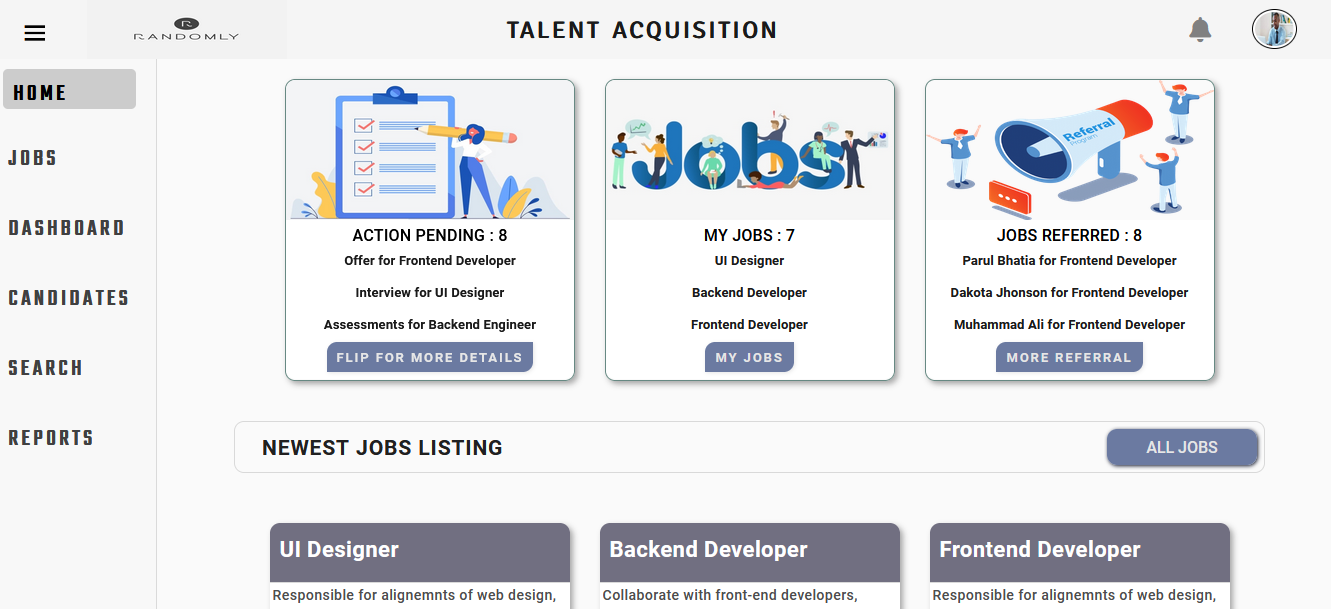 RANDOMLY
TALENT ACQUISITION
HOME
JOBS
DASHBOARD
CANDIDATES
SEARCH
REPORTS
ACTION PENDING : 8
Offer for Frontend Developer
Interview for UI Designer
Assessments for Backend Engineer
FLIP FOR MORE DETAILS
Jobs
MY JOBS : 7
UI Designer
Backend Developer
Frontend Developer
MY JOBS
Referral
Program
JOBS REFERRED : 8
Parul Bhatia for Frontend Developer
Dakota Jhonson for Frontend Developer
Muhammad Ali for Frontend Developer
MORE REFERRAL
NEWEST JOBS LISTING
ALL JOBS
UI Designer
Responsible for alignemnts of web design,
Backend Developer
Collaborate with front-end developers,
Frontend Developer
Responsible for alignemnts of web design,